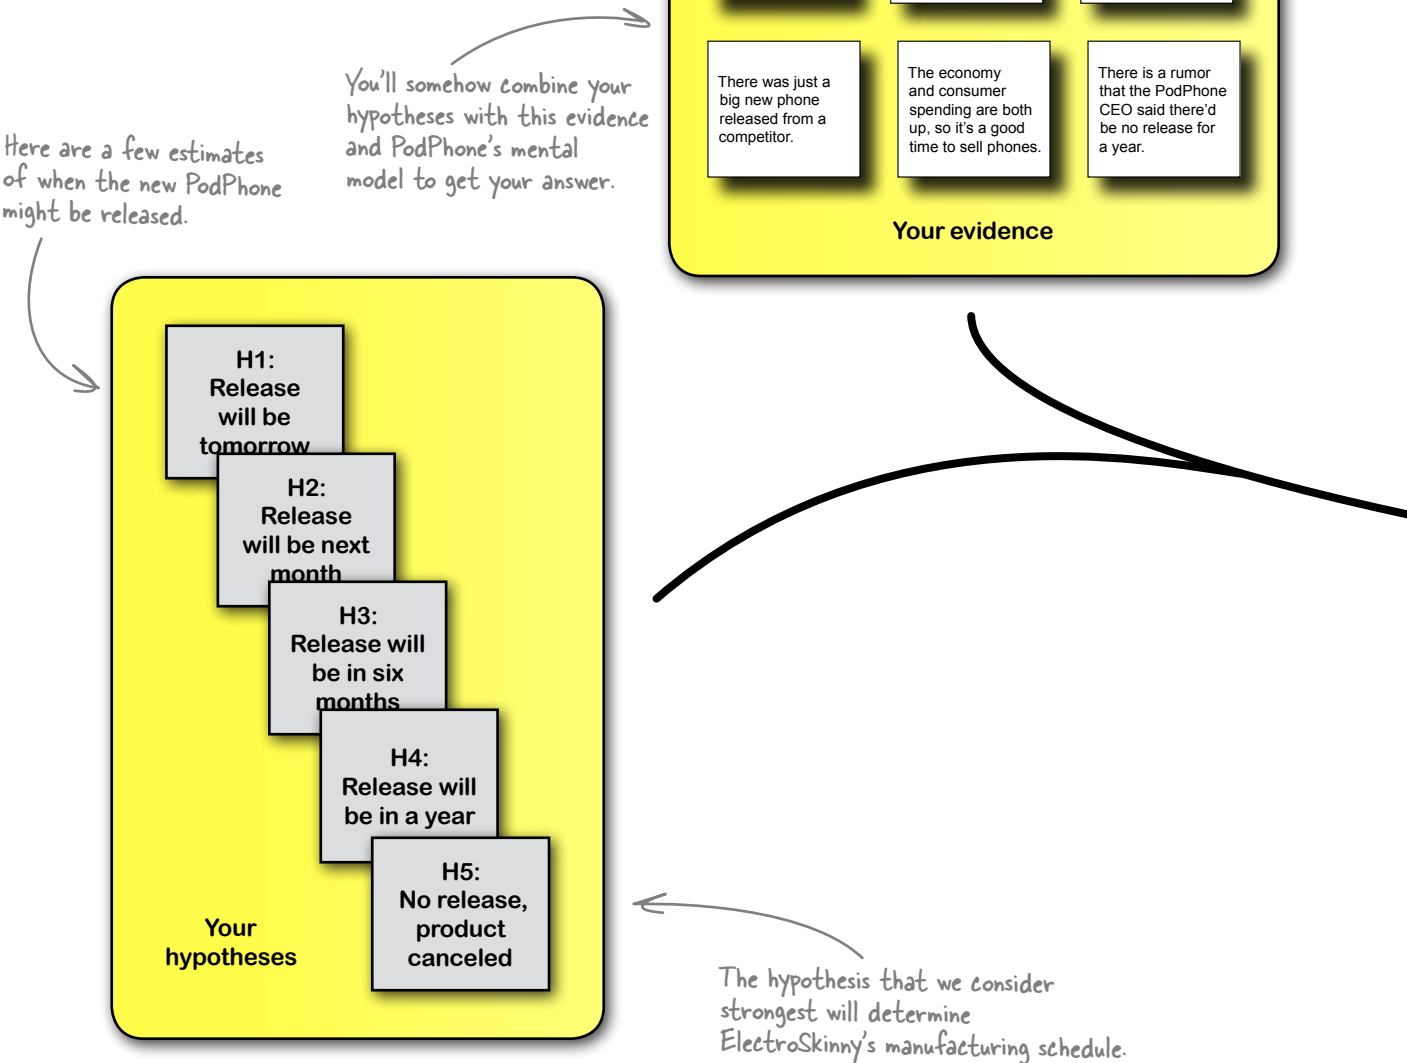 You'll somehow combine your
hypotheses with this evidence
and PodPhone's mental
model to get your answer.
Here are a few estimates
of when the new PodPhone
might be released.
There was just a
big new phone
released from a
competitor.
The economy
and consumer
spending are both
up, so it's a good
time to sell phones.
There is a rumor
that the PodPhone
CEO said there'd
be no release for
a year.
Your evidence
H1:
Release
will be
tomorrow
H2:
Release
will be next
month
H3:
Release will
be in six
months
H4:
Release will
be in a year
H5:
No release,
product
canceled
Your
hypotheses
The hypothesis that we consider
strongest will determine
ElectroSkinny's manufacturing schedule.